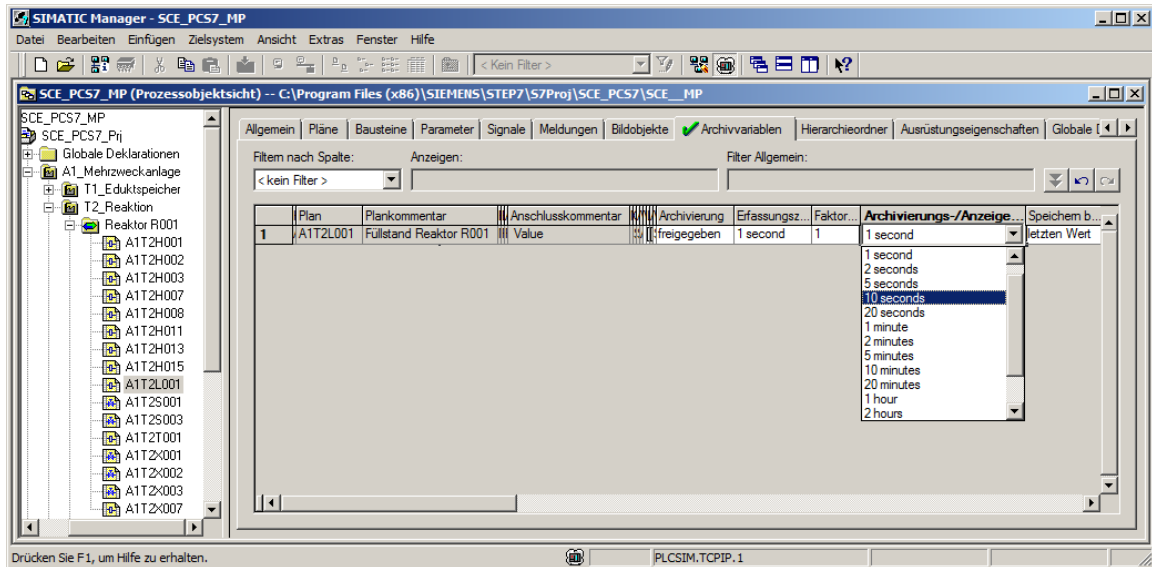 SIMATIC Manager - SCE_PCS7_MP
Datei Bearbeiten Einfügen Zielsystem Ansicht Extras Fenster Hilfe
< Kein Filter >
SCE_PCS7_MP (Prozessobjektsicht) -- C:\Program Files (x86)\SIEMENS\STEP7\S7Proj\SCE_PCS7\SCE__MP
SCE_PCS7_MP
SCE_PCS7_Prj
Globale Deklarationen
A1_Mehrzweckanlage
T1_Eduktspeicher
T2_Reaktion
Reaktor R001
A1T2H001
A1T2H002
A1T2H003
A1T2H007
A1T2H008
A1T2H011
A1T2H013
A1T2H015
A1T2L001
A1T2S001
A1T2S003
A1T2T001
A1T2X001
A1T2X002
A1T2X003
A1T2X007
Allgemein Pläne Bausteine Parameter Signale Meldungen Bildobjekte Archivvariablen Hierarchieordner Ausrüstungseigenschaften Globale
Filtern nach Spalte: Anzeigen: Filter Allgemein:
< kein Filter >
Plan Plankommentar Anschlusskommentar Archivierung Erfassungsz... Faktor... Archivierungs-/Anzeige... Speichern b...
1 A1T2L001 Füllstand Reaktor R001 Value freigegeben 1 second 1 1 second letzten Wert
1 second
2 seconds
5 seconds
10 seconds
20 seconds
1 minute
2 minutes
5 minutes
10 minutes
20 minutes
1 hour
2 hours
Drücken Sie F1, um Hilfe zu erhalten. PLCSIM.TCPIP.1